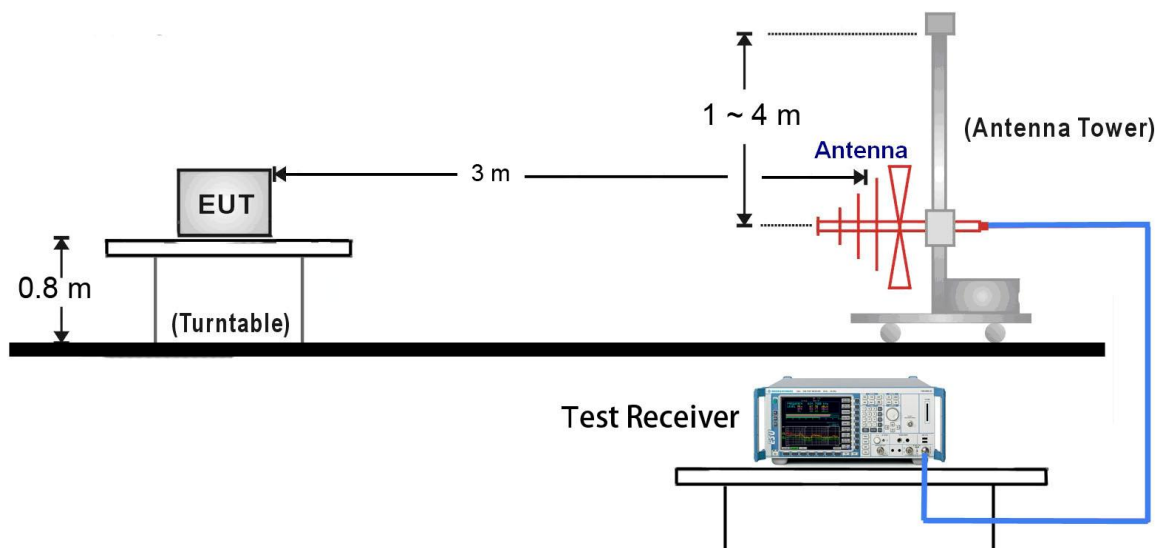 1 ~ 4 m
(Antenna Tower)
Antenna
3 m
EUT
0.8 m
(Turntable)
Test Receiver